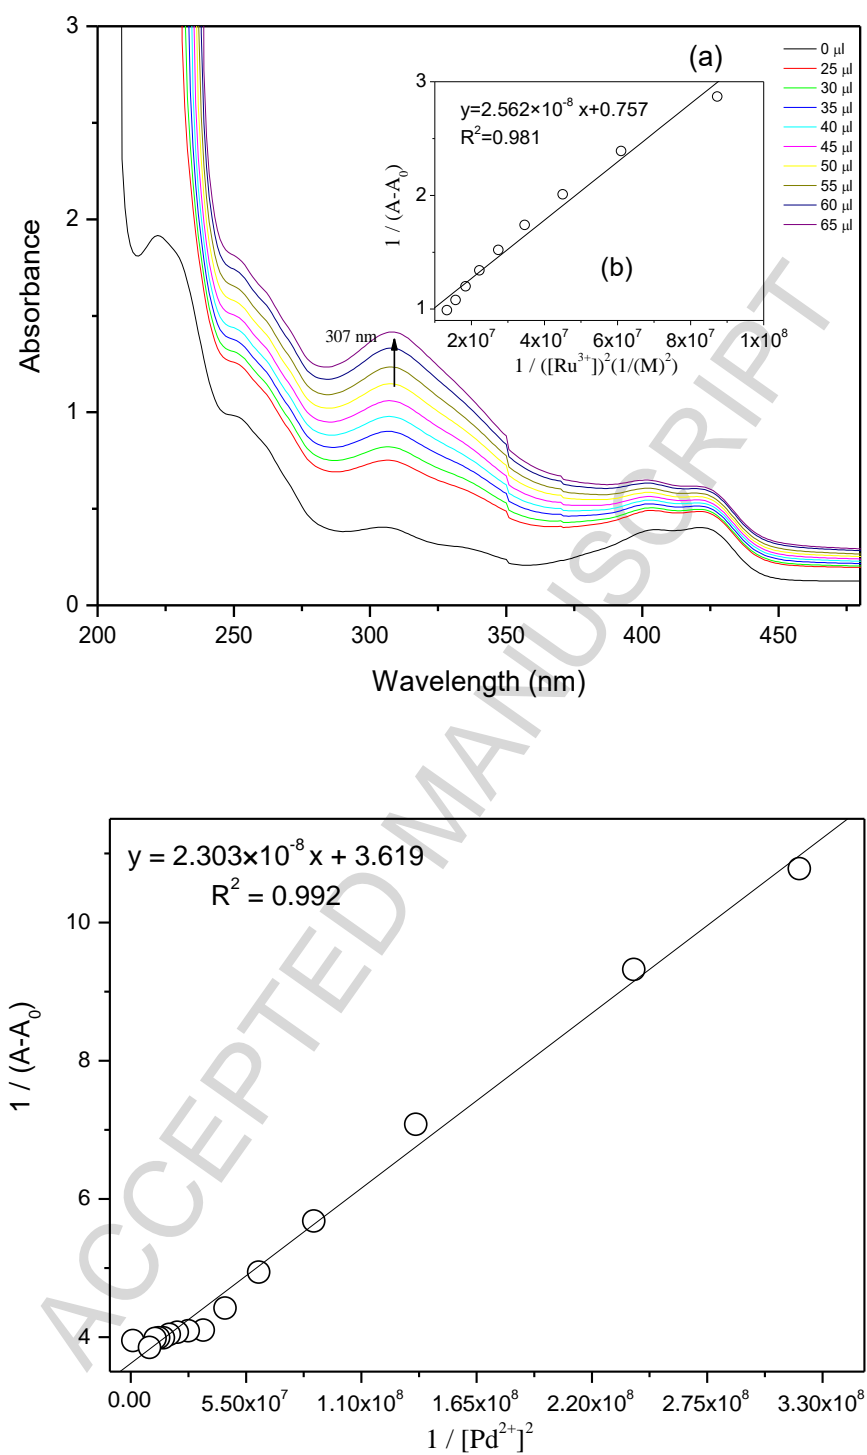 3
2
1
0
Absorbance
200 250 300 350 400 450
Wavelength (nm)
307 nm
(a)
0 μl
25 μl
30 μl
35 μl
40 μl
45 μl
50 μl
55 μl
60 μl
65 μl
3
2
1
1 / (A-A₀)
y=2.562×10⁻⁸ x+0.757
R²=0.981
(b)
2x10⁷ 4x10⁷ 6x10⁷ 8x10⁷ 1x10⁸
1 / ([Ru³⁺])²(1/(M)²)
ACCEPTED MANUSCRIPT
y = 2.303×10⁻⁸ x + 3.619
R² = 0.992
10
8
6
4
1 / (A-A₀)
0.00 5.50x10⁷ 1.10x10⁸ 1.65x10⁸ 2.20x10⁸ 2.75x10⁸ 3.30x10⁸
1 / [Pd²⁺]²